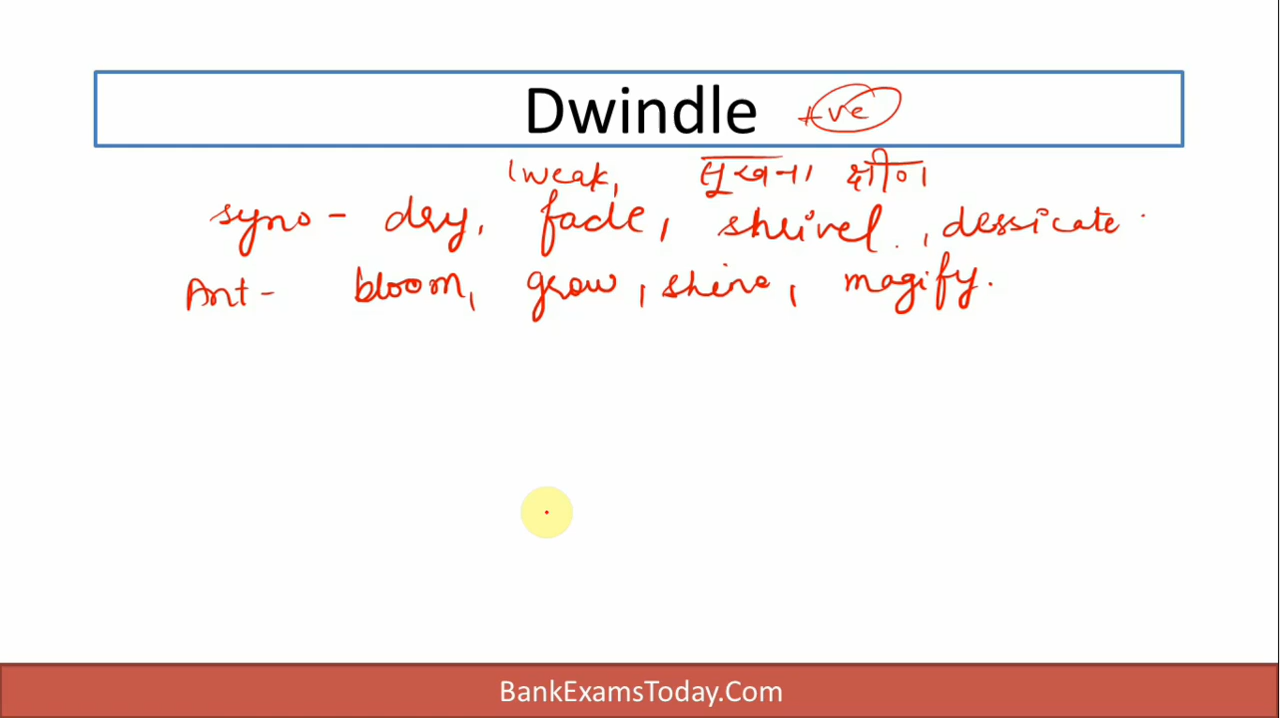 Dwindle +ve
(weak, सुखना क्षीण
syno - dry, fade, shrivel, dessicate.
Ant - bloom, grow, shine, magify.
BankExamsToday.Com